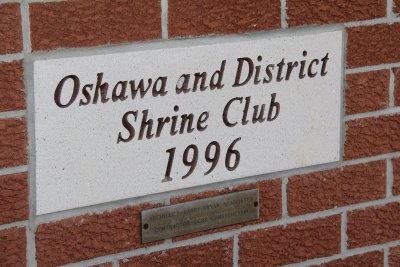 Oshawa and District
Shrine Club
1996